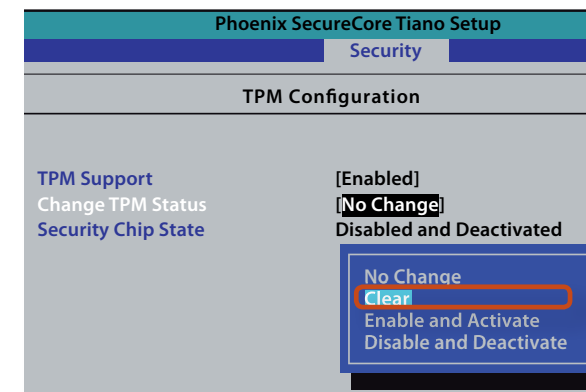 Phoenix SecureCore Tiano Setup
Security
TPM Configuration
TPM Support [Enabled]
Change TPM Status [No Change]
Security Chip State Disabled and Deactivated
No Change
Clear
Enable and Activate
Disable and Deactivate